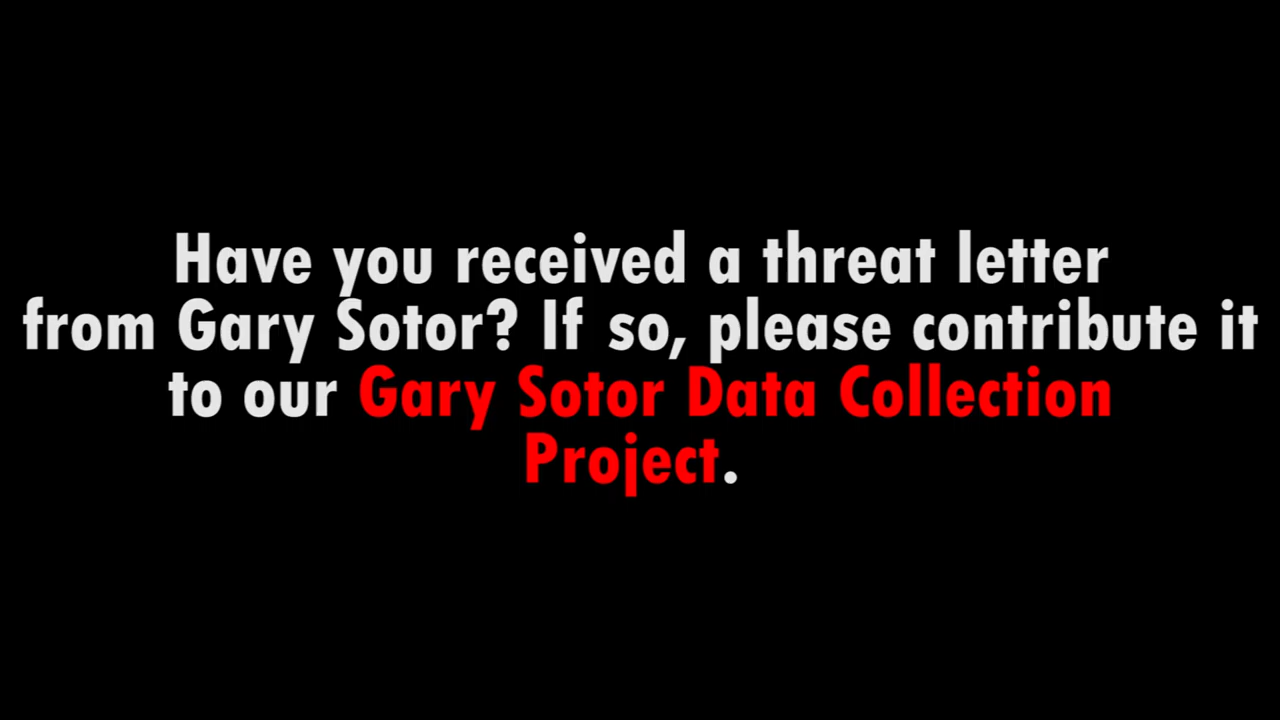 Have you received a threat letter
from Gary Sotor? If so, please contribute it
to our Gary Sotor Data Collection
Project.